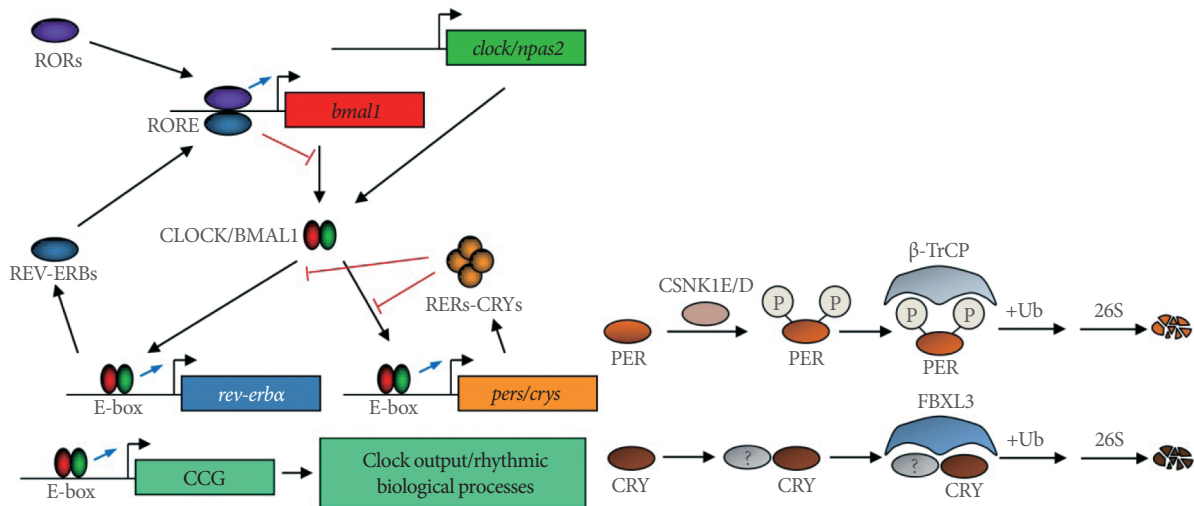 RORs
clock/npas2
bmal1
RORE
CLOCK/BMAL1
REV-ERBs
RERs-CRYs
E-box
rev-erbα
E-box
pers/crys
E-box
CCG
Clock output/rhythmic
biological processes
β-TrCP
CSNK1E/D
P
P
P
P
+Ub
26S
PER
PER
PER
FBXL3
+Ub
26S
?
?
CRY
CRY
CRY